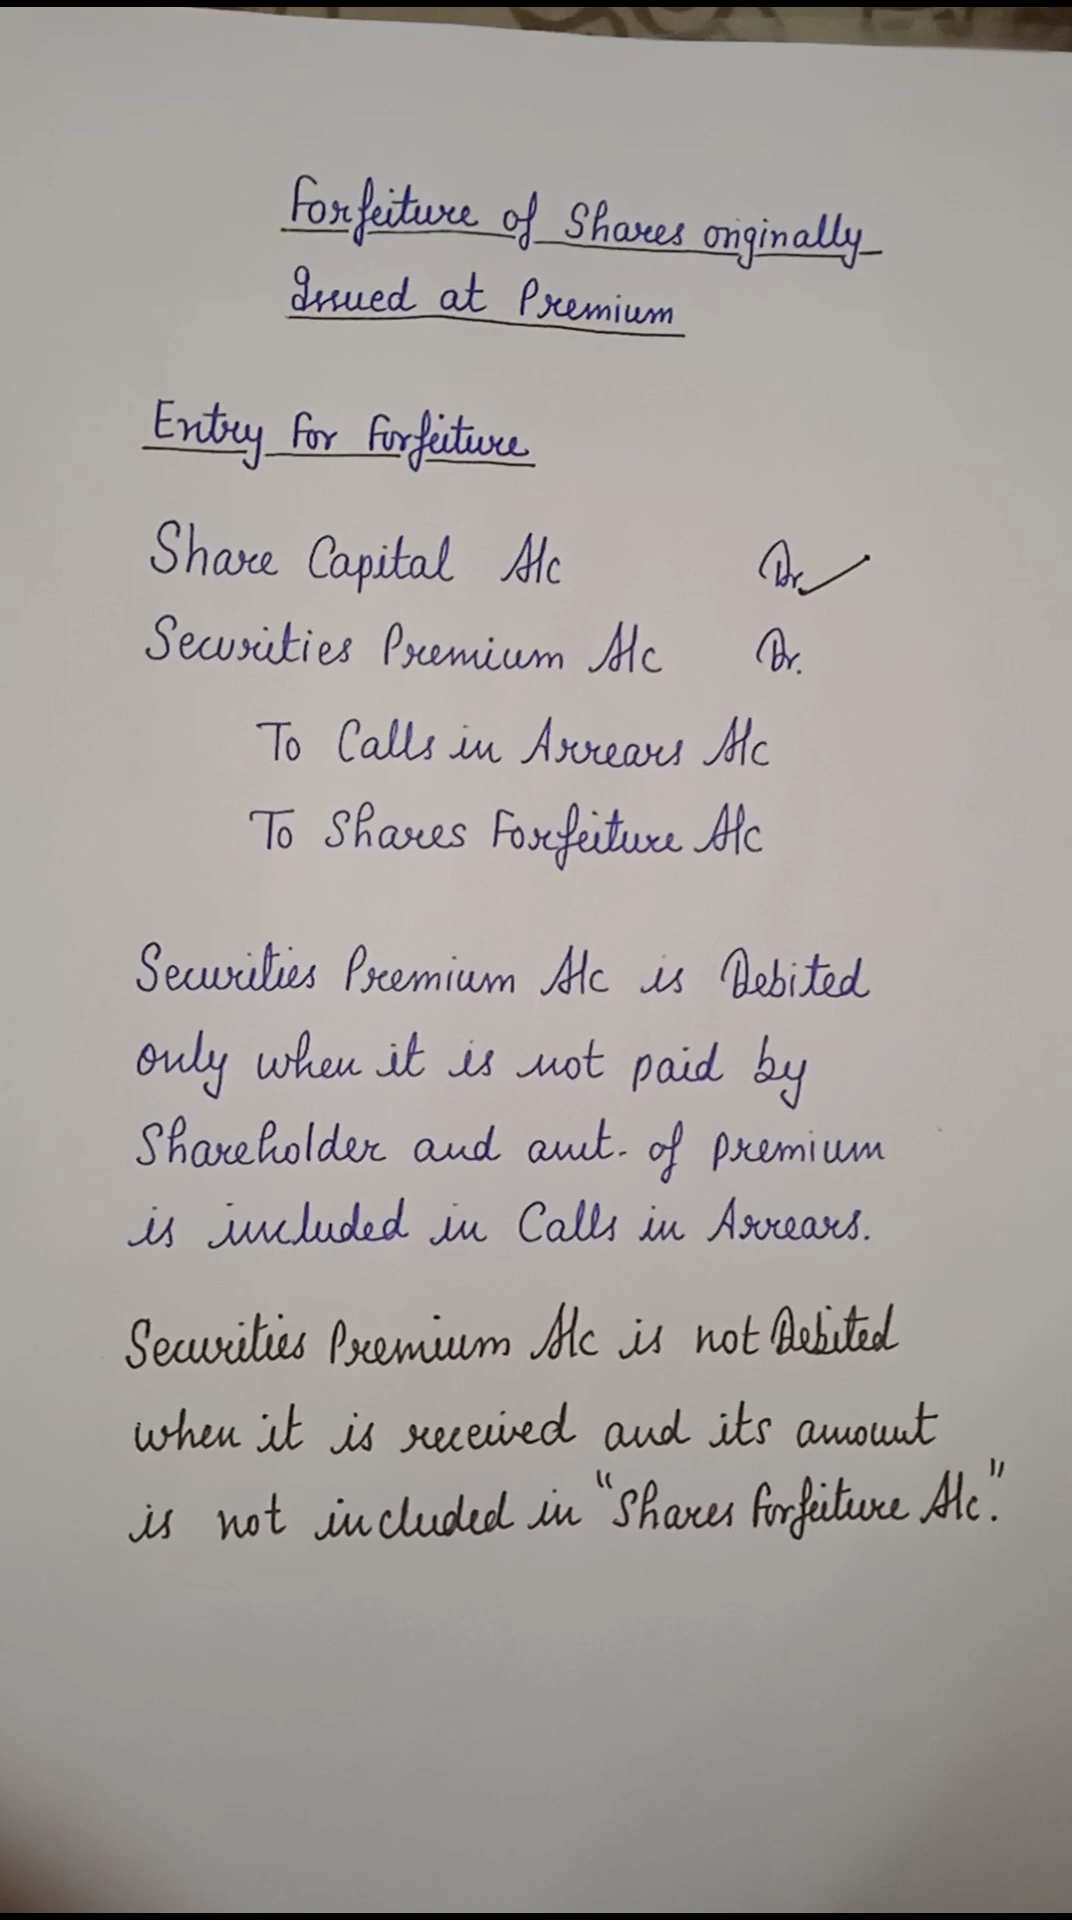 Forfeiture of Shares originally
Issued at Premium
Entry For Forfeiture
Share Capital A/c Dr.
Securities Premium A/c Dr.
To Calls in Arrears A/c
To Shares Forfeiture A/c
Securities Premium A/c is Debited
only when it is not paid by
Shareholder and amt. of premium
is included in Calls in Arrears.
Securities Premium A/c is not Debited
when it is received and its amount
is not included in "Shares Forfeiture A/c."